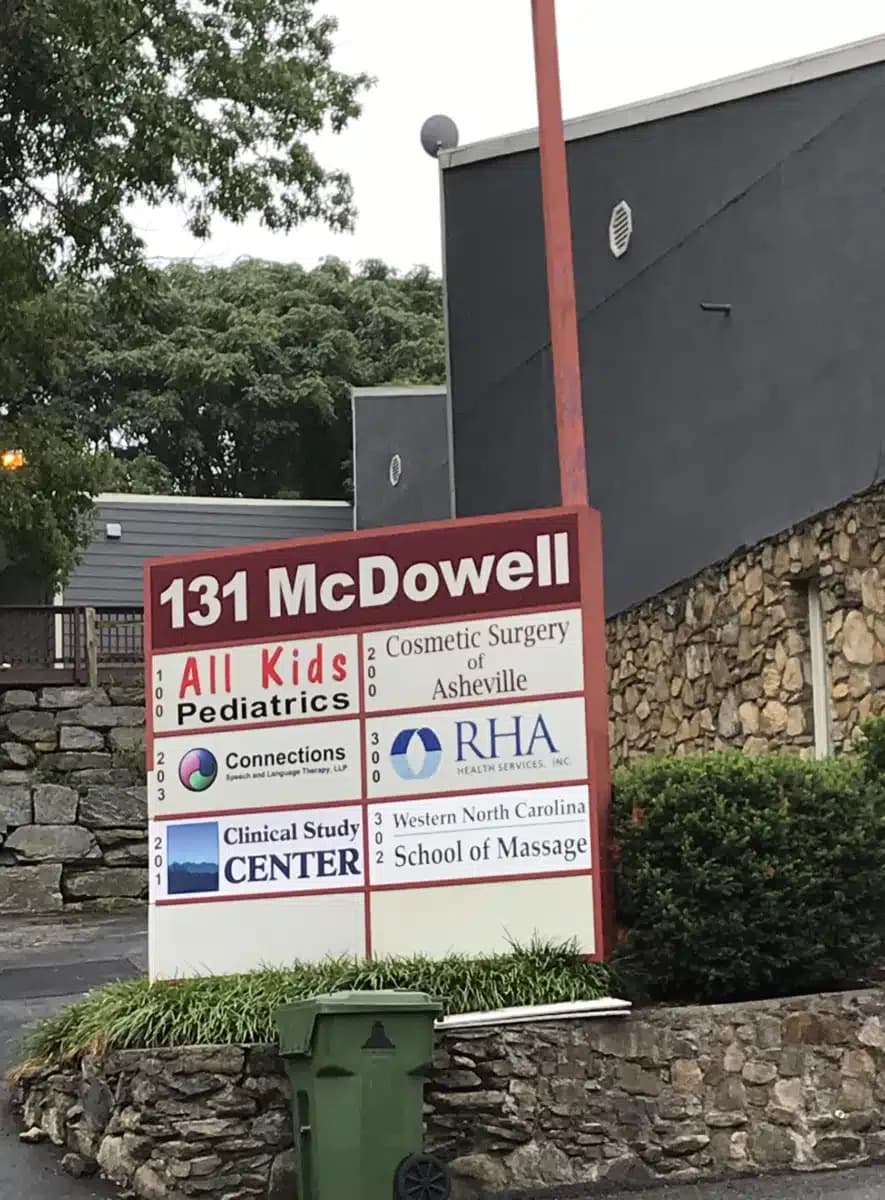 131 McDowell
100
All Kids
Pediatrics
200
Cosmetic Surgery
of
Asheville
203
Connections
Speech and Language Therapy, LLP
300
RHA
HEALTH SERVICES, INC.
201
Clinical Study
CENTER
302
Western North Carolina
School of Massage